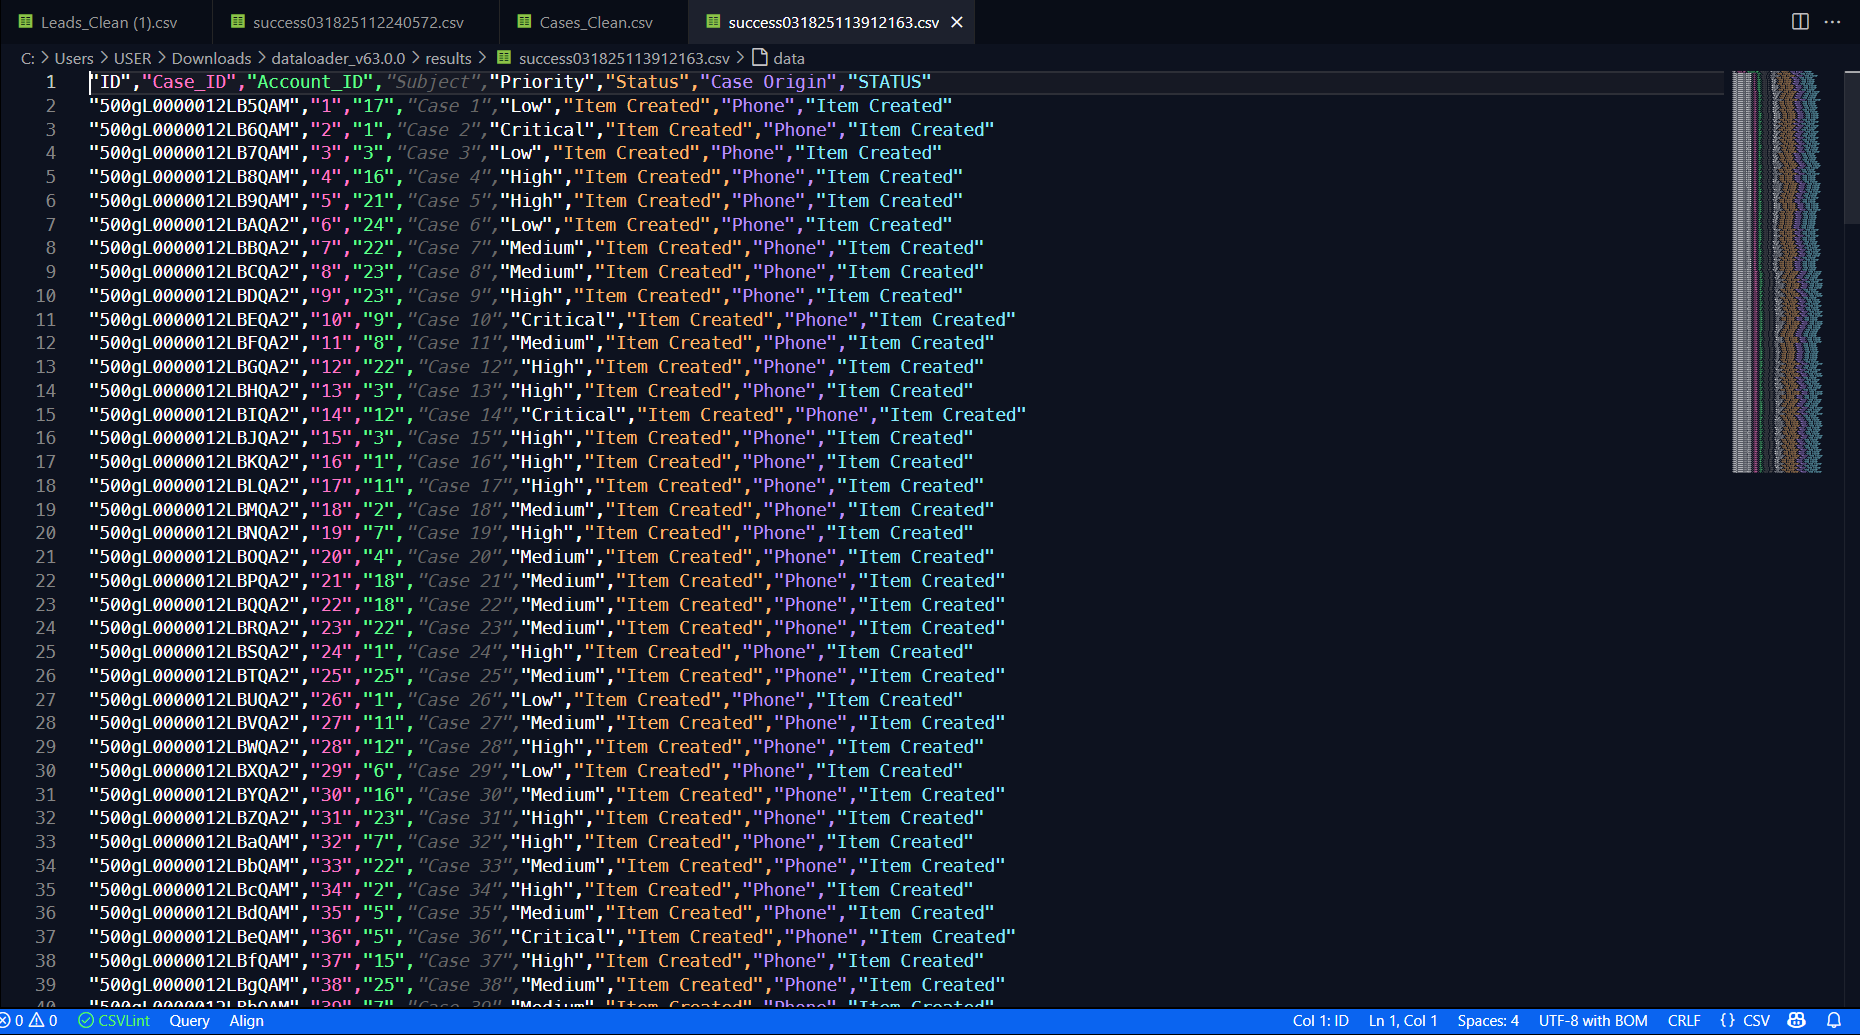 Leads_Clean (1).csv success031825112240572.csv Cases_Clean.csv success031825113912163.csv
C: > Users > USER > Downloads > dataloader_v63.0.0 > results > success031825113912163.csv > data
1 "ID","Case_ID","Account_ID","Subject","Priority","Status","Case Origin","STATUS"
2 "500gL0000012LB5QAM","1","17","Case 1","Low","Item Created","Phone","Item Created"
3 "500gL0000012LB6QAM","2","1","Case 2","Critical","Item Created","Phone","Item Created"
4 "500gL0000012LB7QAM","3","3","Case 3","Low","Item Created","Phone","Item Created"
5 "500gL0000012LB8QAM","4","16","Case 4","High","Item Created","Phone","Item Created"
6 "500gL0000012LB9QAM","5","21","Case 5","High","Item Created","Phone","Item Created"
7 "500gL0000012LBAQA2","6","24","Case 6","Low","Item Created","Phone","Item Created"
8 "500gL0000012LBBQA2","7","22","Case 7","Medium","Item Created","Phone","Item Created"
9 "500gL0000012LBCQA2","8","23","Case 8","Medium","Item Created","Phone","Item Created"
10 "500gL0000012LBDQA2","9","23","Case 9","High","Item Created","Phone","Item Created"
11 "500gL0000012LBEQA2","10","9","Case 10","Critical","Item Created","Phone","Item Created"
12 "500gL0000012LBFQA2","11","8","Case 11","Medium","Item Created","Phone","Item Created"
13 "500gL0000012LBGQA2","12","22","Case 12","High","Item Created","Phone","Item Created"
14 "500gL0000012LBHQA2","13","3","Case 13","High","Item Created","Phone","Item Created"
15 "500gL0000012LBIQA2","14","12","Case 14","Critical","Item Created","Phone","Item Created"
16 "500gL0000012LBJQA2","15","3","Case 15","High","Item Created","Phone","Item Created"
17 "500gL0000012LBKQA2","16","1","Case 16","High","Item Created","Phone","Item Created"
18 "500gL0000012LBLQA2","17","11","Case 17","High","Item Created","Phone","Item Created"
19 "500gL0000012LBMQA2","18","2","Case 18","Medium","Item Created","Phone","Item Created"
20 "500gL0000012LBNQA2","19","7","Case 19","High","Item Created","Phone","Item Created"
21 "500gL0000012LBOQA2","20","4","Case 20","Medium","Item Created","Phone","Item Created"
22 "500gL0000012LBPQA2","21","18","Case 21","Medium","Item Created","Phone","Item Created"
23 "500gL0000012LBQQA2","22","18","Case 22","Medium","Item Created","Phone","Item Created"
24 "500gL0000012LBRQA2","23","22","Case 23","Medium","Item Created","Phone","Item Created"
25 "500gL0000012LBSQA2","24","1","Case 24","High","Item Created","Phone","Item Created"
26 "500gL0000012LBTQA2","25","25","Case 25","Medium","Item Created","Phone","Item Created"
27 "500gL0000012LBUQA2","26","1","Case 26","Low","Item Created","Phone","Item Created"
28 "500gL0000012LBVQA2","27","11","Case 27","Medium","Item Created","Phone","Item Created"
29 "500gL0000012LBWQA2","28","12","Case 28","High","Item Created","Phone","Item Created"
30 "500gL0000012LBXQA2","29","6","Case 29","Low","Item Created","Phone","Item Created"
31 "500gL0000012LBYQA2","30","16","Case 30","Medium","Item Created","Phone","Item Created"
32 "500gL0000012LBZQA2","31","23","Case 31","High","Item Created","Phone","Item Created"
33 "500gL0000012LBaQAM","32","7","Case 32","High","Item Created","Phone","Item Created"
34 "500gL0000012LBbQAM","33","22","Case 33","Medium","Item Created","Phone","Item Created"
35 "500gL0000012LBcQAM","34","2","Case 34","High","Item Created","Phone","Item Created"
36 "500gL0000012LBdQAM","35","5","Case 35","Medium","Item Created","Phone","Item Created"
37 "500gL0000012LBeQAM","36","5","Case 36","Critical","Item Created","Phone","Item Created"
38 "500gL0000012LBfQAM","37","15","Case 37","High","Item Created","Phone","Item Created"
39 "500gL0000012LBgQAM","38","25","Case 38","Medium","Item Created","Phone","Item Created"
40 "500gL0000012LBhQAM","39","7","Case 39","Medium","Item Created","Phone","Item Created"
0 0 CSVLint Query Align Col 1: ID Ln 1, Col 1 Spaces: 4 UTF-8 with BOM CRLF {} CSV